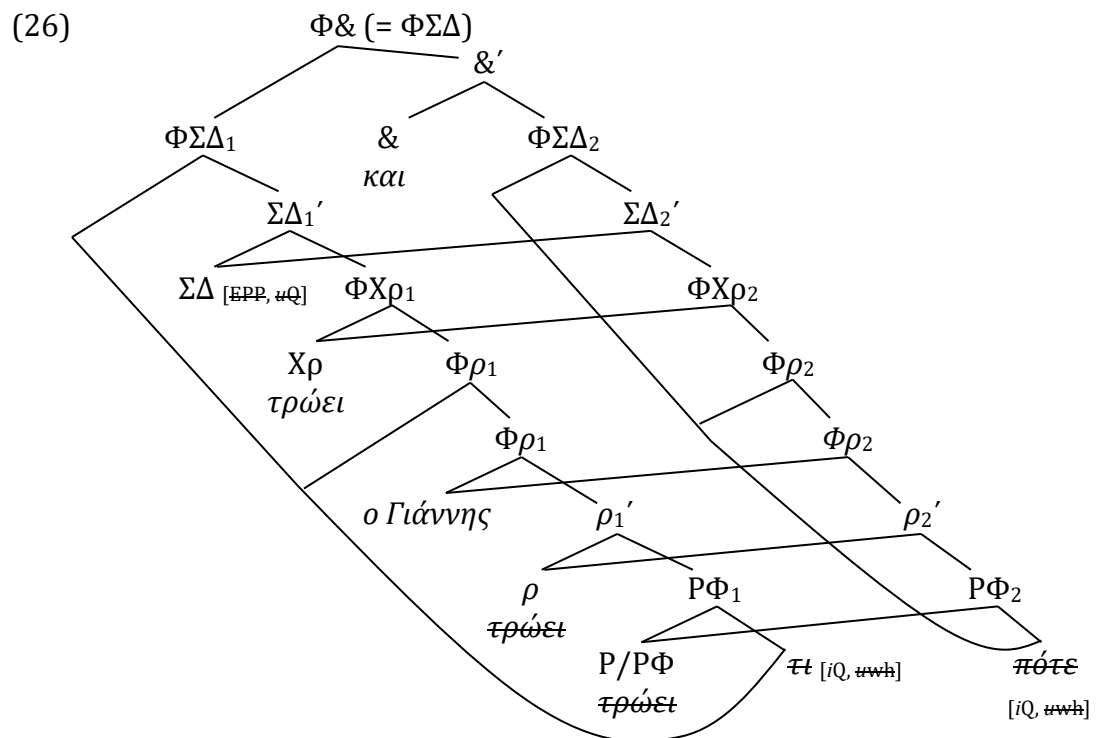 (26) Φ& (= ΦΣΔ)
&′
ΦΣΔ₁ & ΦΣΔ₂
και
ΣΔ₁′ ΣΔ₂′
ΣΔ [EPP, uQ] ΦΧρ₁ ΦΧρ₂
Χρ Φρ₁ Φρ₂
τρώει
Φρ₁ Φρ₂
ο Γιάννης ρ₁′ ρ₂′
ρ ΡΦ₁ ΡΦ₂
τρώει
Ρ/ΡΦ τι [iQ, uwh] πότε
τρώει [iQ, uwh]